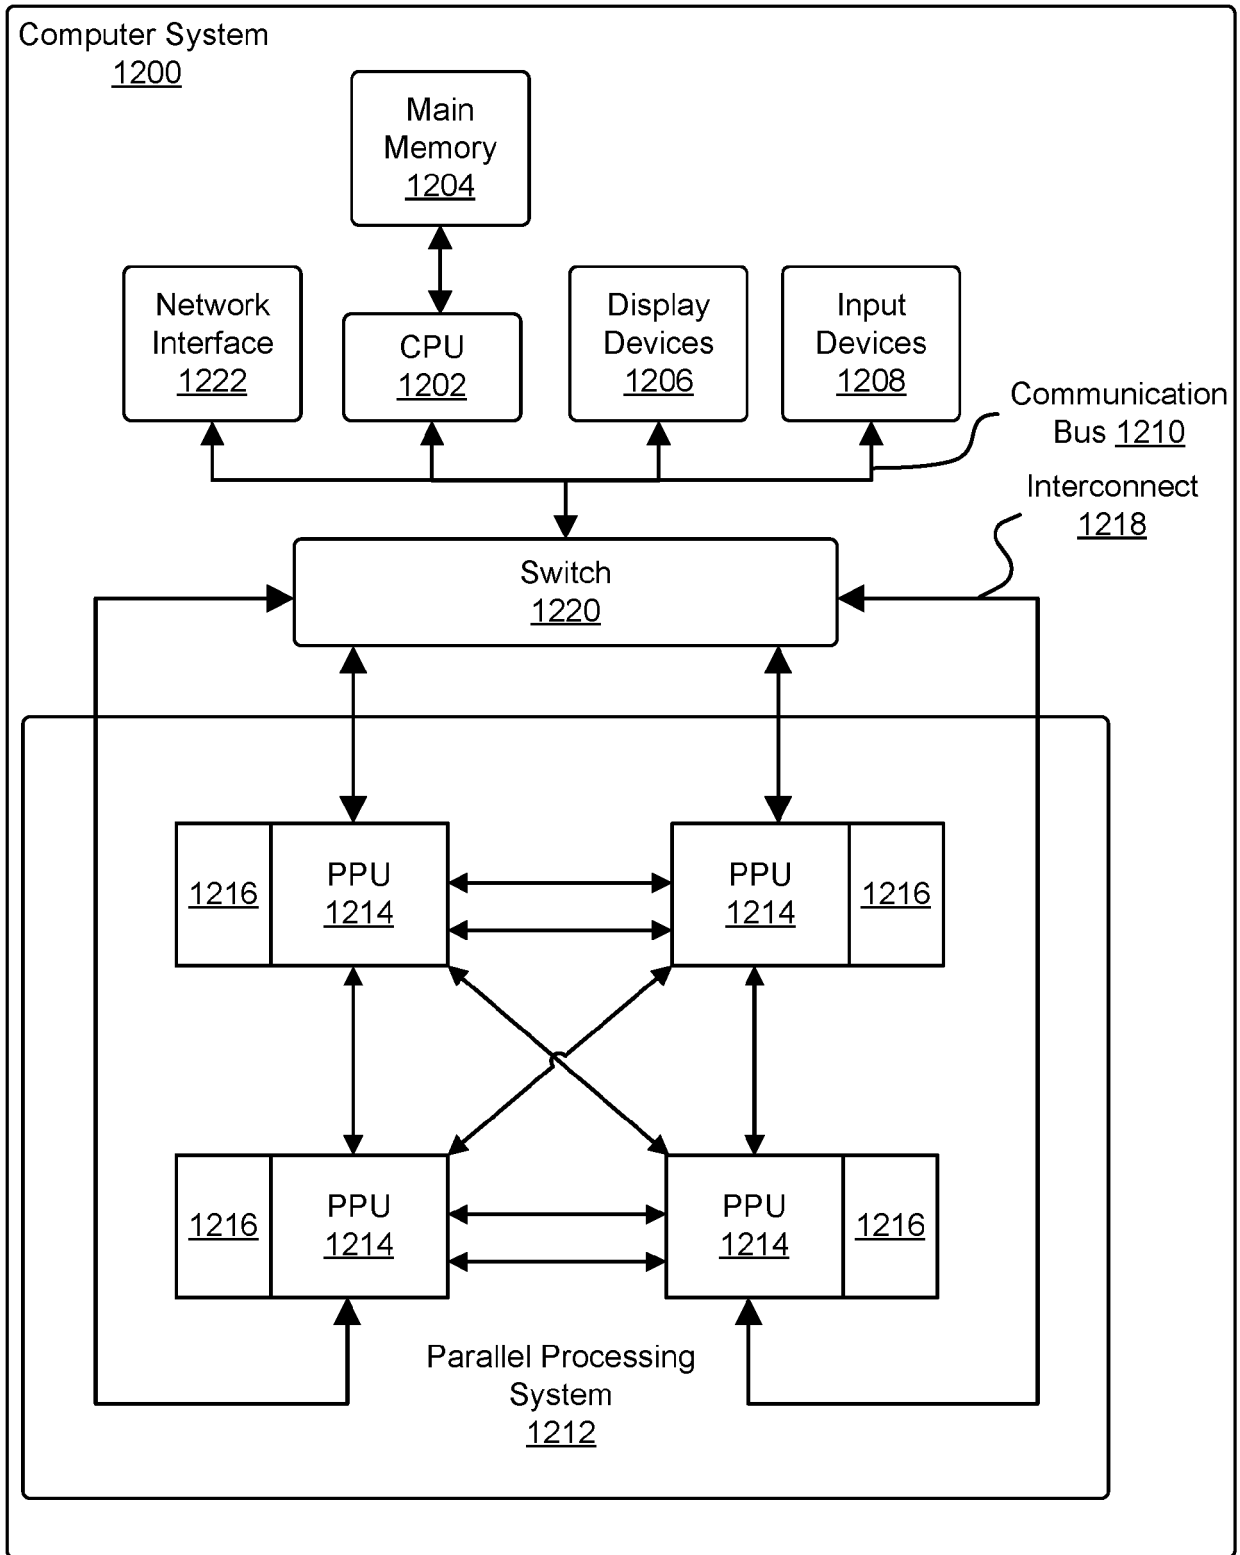 Computer System
1200
Main
Memory
1204
Network
Interface
1222
CPU
1202
Display
Devices
1206
Input
Devices
1208
Communication
Bus 1210
Interconnect
1218
Switch
1220
1216
PPU
1214
PPU
1214
1216
1216
PPU
1214
PPU
1214
1216
Parallel Processing
System
1212